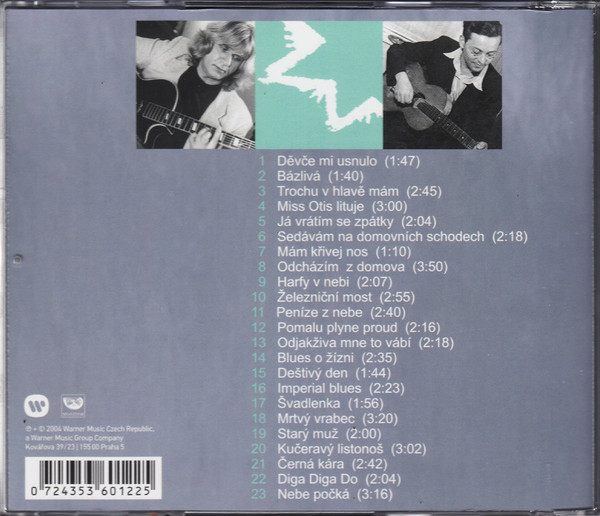 1 Děvče mi usnulo (1:47)
2 Bázlivá (1:40)
3 Trochu v hlavě mám (2:45)
4 Miss Otis lituje (3:00)
5 Já vrátím se zpátky (2:04)
6 Sedávám na domovních schodech (2:18)
7 Mám křivej nos (1:10)
8 Odcházím z domova (3:50)
9 Harfy v nebi (2:07)
10 Železniční most (2:55)
11 Peníze z nebe (2:40)
12 Pomalu plyne proud (2:16)
13 Odjakživa mne to vábí (2:18)
14 Blues o žízni (2:35)
15 Deštivý den (1:44)
16 Imperial blues (2:23)
17 Švadlenka (1:56)
18 Mrtvý vrabec (3:20)
19 Starý muž (2:00)
20 Kučeravý listonoš (3:02)
21 Černá kára (2:42)
22 Diga Diga Do (2:04)
23 Nebe počká (3:16)
℗ + © 2004 Warner Music Czech Republic,
a Warner Music Group Company
Kovářova 39/23 | 155 00 Praha 5
0 724353 601225